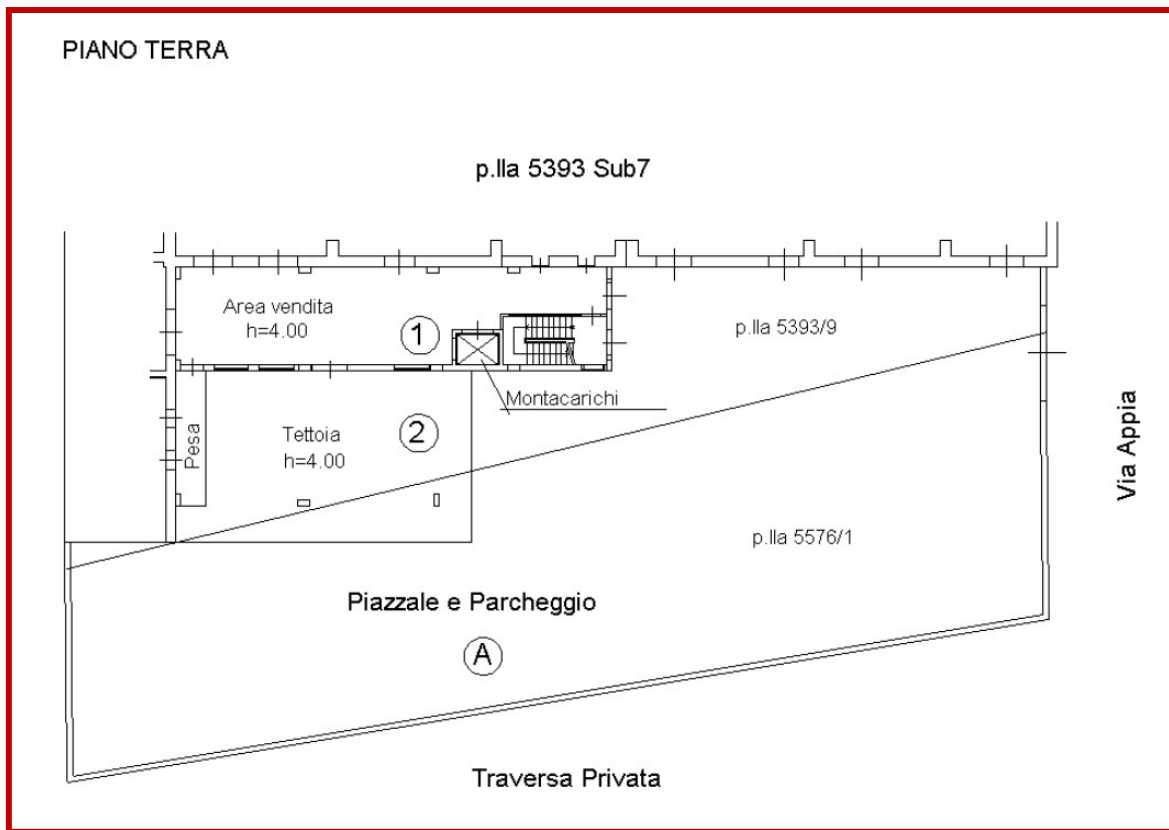 PIANO TERRA
p.lla 5393 Sub7
Area vendita
h=4.00
1
p.lla 5393/9
Montacarichi
Pesa
Tettoia
h=4.00
2
Via Appia
p.lla 5576/1
Piazzale e Parcheggio
A
Traversa Privata